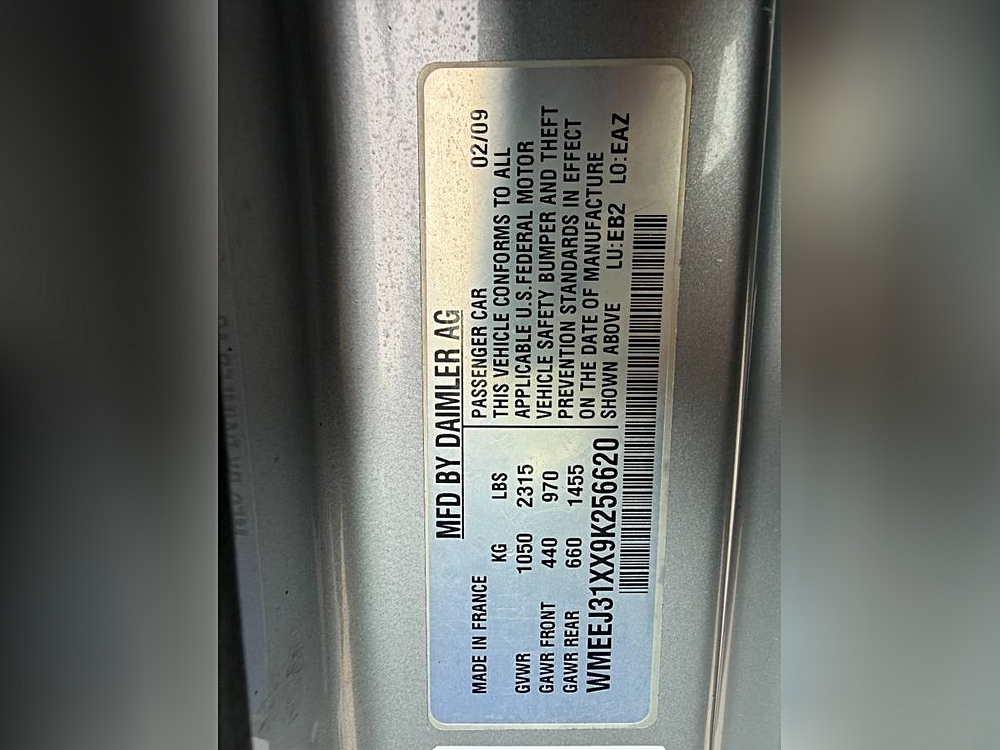 MFD BY DAIMLER AG
MADE IN FRANCE
KG LBS
GVWR 1050 2315
GAWR FRONT 440 970
GAWR REAR 660 1455
PASSENGER CAR 02/09
THIS VEHICLE CONFORMS TO ALL
APPLICABLE U.S.FEDERAL MOTOR
VEHICLE SAFETY BUMPER AND THEFT
PREVENTION STANDARDS IN EFFECT
ON THE DATE OF MANUFACTURE
SHOWN ABOVE LU:EB2 LO:EAZ
WMEEJ31XX9K256620